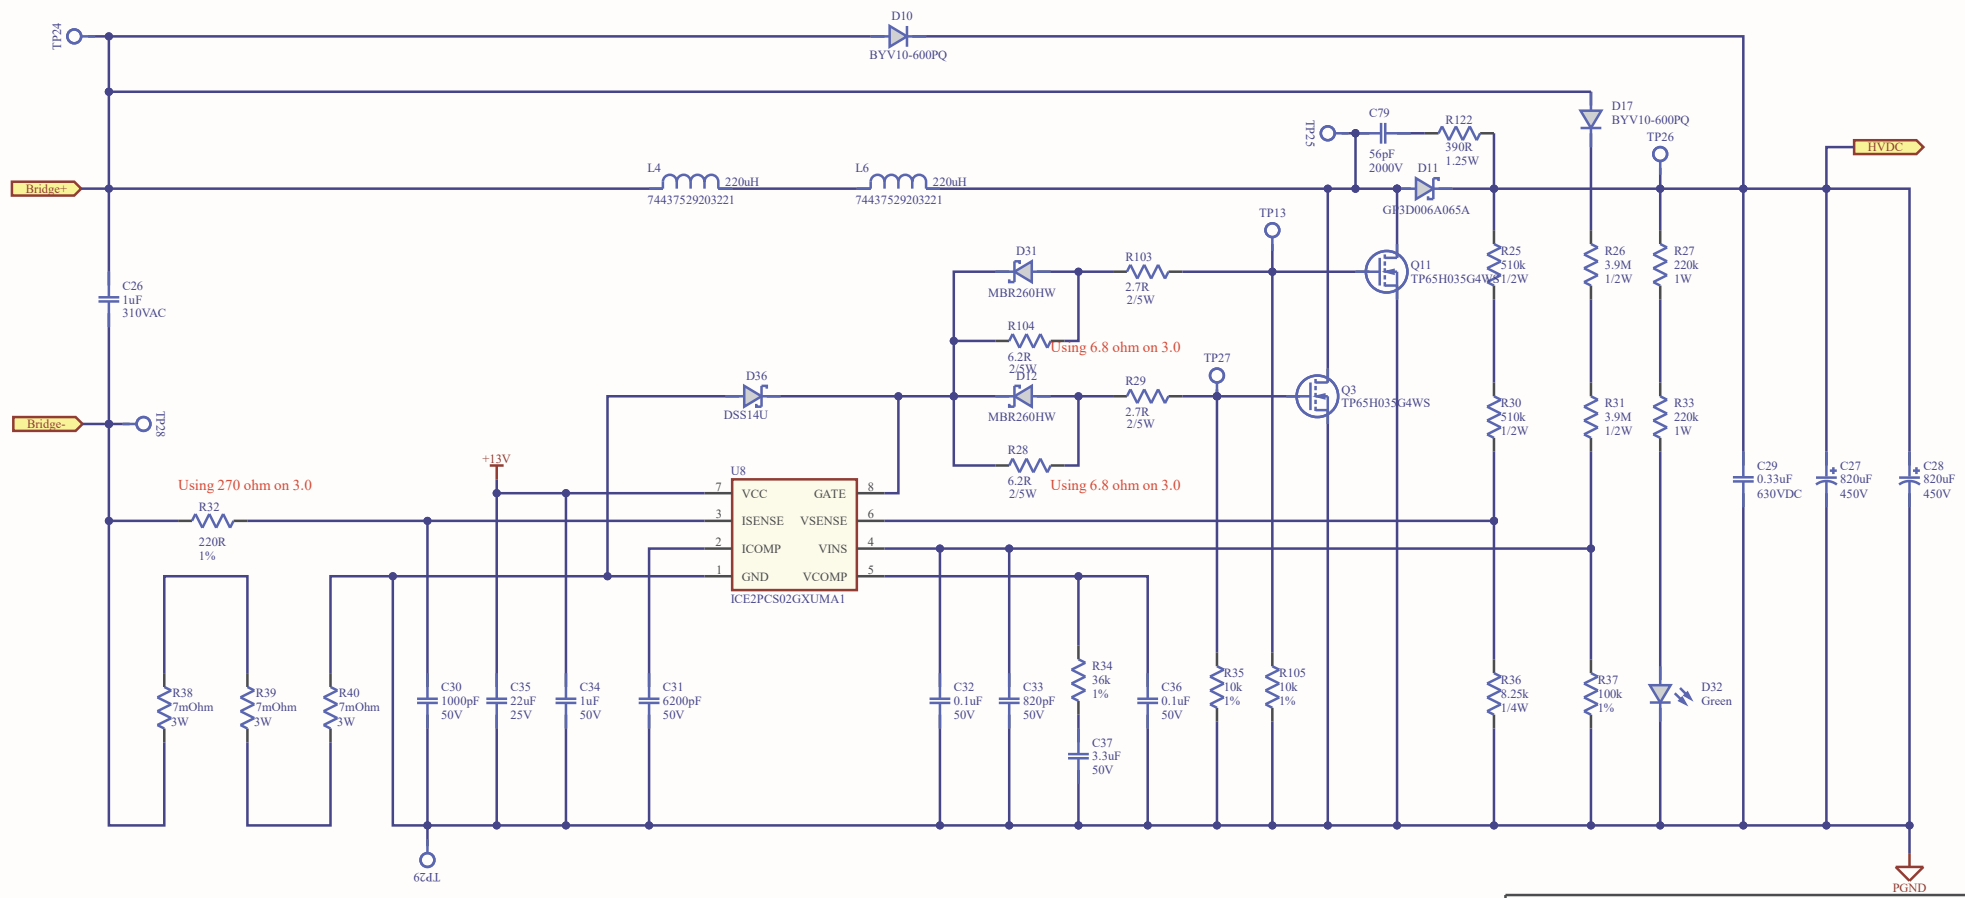 TP24
D10
BYV10-600PQ
D17
BYV10-600PQ
C79
56pF
2000V
R122
390R
1.25W
TP25
TP26
HVDC
Bridge+
L4
220uH
74437529203221
L6
220uH
74437529203221
D11
GP3D006A065A
TP13
D31
MBR260HW
R103
2.7R
2/5W
Q11
TP65H035G4WS
R25
510k
1/2W
R26
3.9M
1/2W
R27
220k
1W
C26
1uF
310VAC
R104
6.2R
2/5W
Using 6.8 ohm on 3.0
TP27
D36
DSS14U
D12
MBR260HW
R29
2.7R
2/5W
Q3
TP65H035G4WS
R30
510k
1/2W
R31
3.9M
1/2W
R33
220k
1W
Bridge-
TP28
R28
6.2R
2/5W
Using 6.8 ohm on 3.0
+13V
Using 270 ohm on 3.0
R32
220R
1%
U8
7 VCC GATE 8
3 ISENSE VSENSE 6
2 ICOMP VINS 4
1 GND VCOMP 5
ICE2PCS02GXUMA1
C29
0.33uF
630VDC
C27
820uF
450V
C28
820uF
450V
R38
7mOhm
3W
R39
7mOhm
3W
R40
7mOhm
3W
C30
1000pF
50V
C35
22uF
25V
C34
1uF
50V
C31
6200pF
50V
C32
0.1uF
50V
C33
820pF
50V
R34
36k
1%
C37
3.3uF
50V
C36
0.1uF
50V
R35
10k
1%
R105
10k
1%
R36
8.25k
1/4W
R37
100k
1%
D32
Green
TP29
PGND